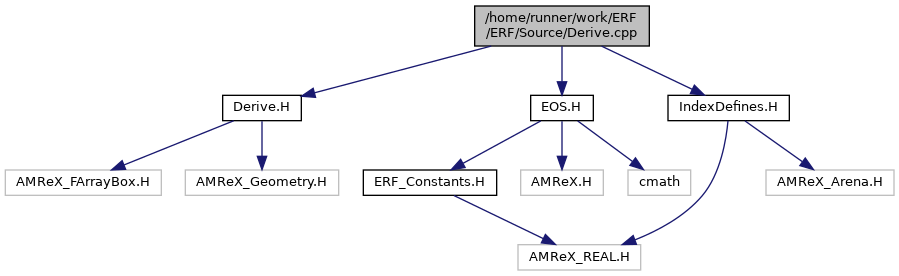 /home/runner/work/ERF
/ERF/Source/Derive.cpp
Derive.H
EOS.H
IndexDefines.H
AMReX_FArrayBox.H
AMReX_Geometry.H
ERF_Constants.H
AMReX.H
cmath
AMReX_Arena.H
AMReX_REAL.H